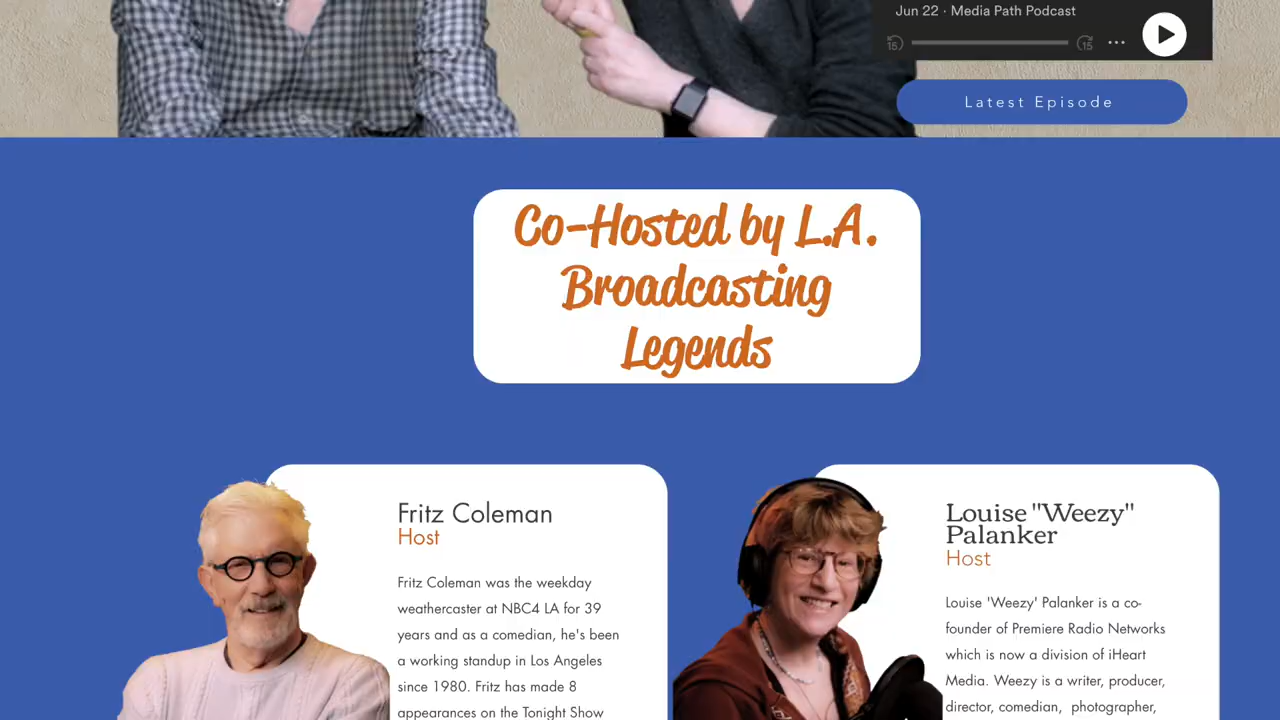 Jun 22 · Media Path Podcast
15
15
Latest Episode
Co-Hosted by L.A.
Broadcasting
Legends
Fritz Coleman
Host
Fritz Coleman was the weekday
weathercaster at NBC4 LA for 39
years and as a comedian, he's been
a working standup in Los Angeles
since 1980. Fritz has made 8
appearances on the Tonight Show
Louise "Weezy"
Palanker
Host
Louise 'Weezy' Palanker is a co-
founder of Premiere Radio Networks
which is now a division of iHeart
Media. Weezy is a writer, producer,
director, comedian,  photographer,